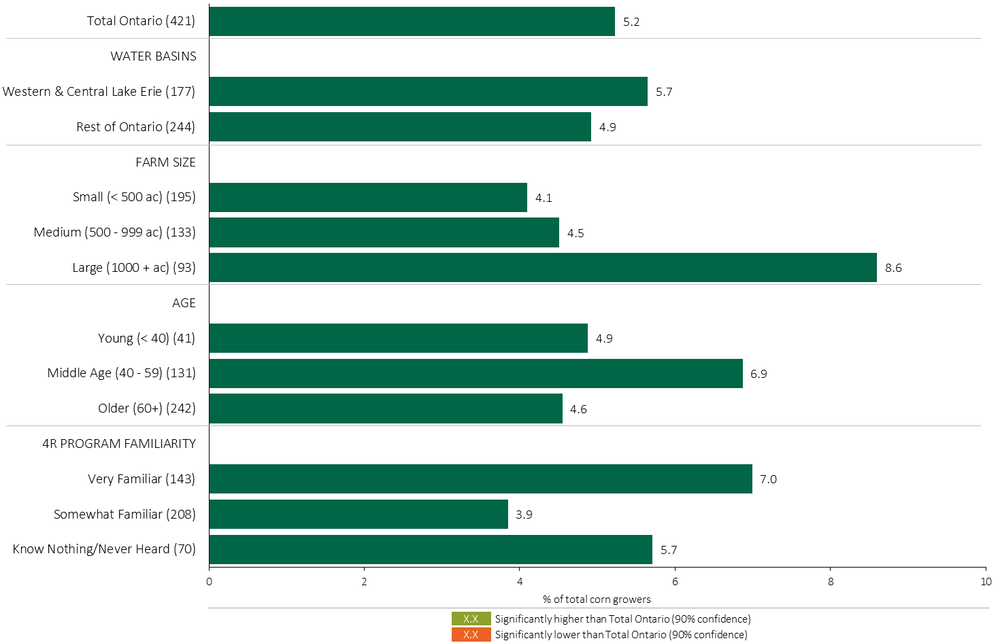 Total Ontario (421) 5.2
WATER BASINS
Western & Central Lake Erie (177) 5.7
Rest of Ontario (244) 4.9
FARM SIZE
Small (< 500 ac) (195) 4.1
Medium (500 - 999 ac) (133) 4.5
Large (1000 + ac) (93) 8.6
AGE
Young (< 40) (41) 4.9
Middle Age (40 - 59) (131) 6.9
Older (60+) (242) 4.6
4R PROGRAM FAMILIARITY
Very Familiar (143) 7.0
Somewhat Familiar (208) 3.9
Know Nothing/Never Heard (70) 5.7
0 2 4 6 8 10
% of total corn growers
X.X Significantly higher than Total Ontario (90% confidence)
X.X Significantly lower than Total Ontario (90% confidence)